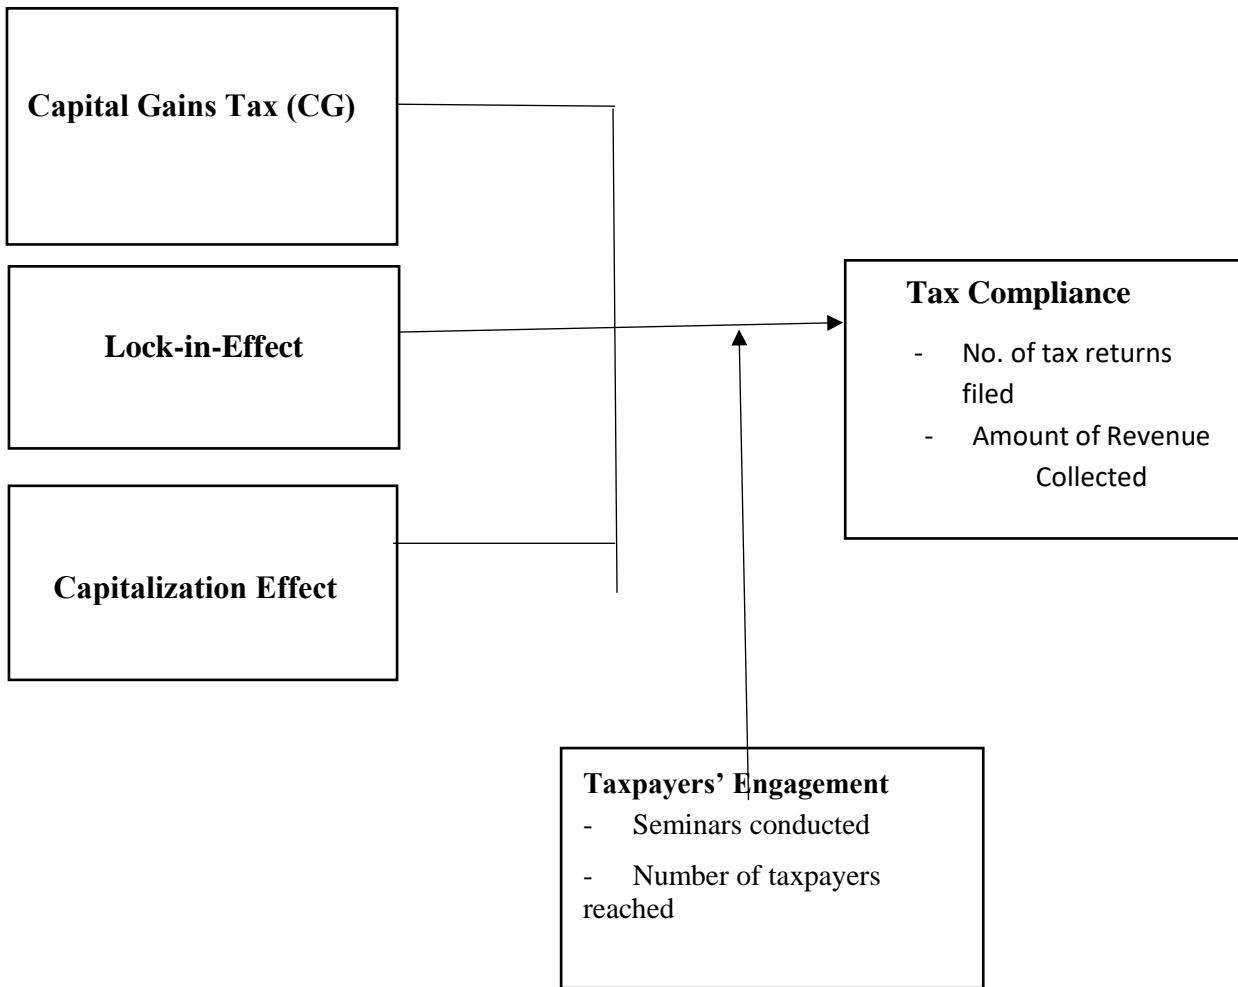 Capital Gains Tax (CG)
Lock-in-Effect
Capitalization Effect
Tax Compliance
- No. of tax returns
filed
- Amount of Revenue
Collected
Taxpayers’ Engagement
- Seminars conducted
- Number of taxpayers
reached